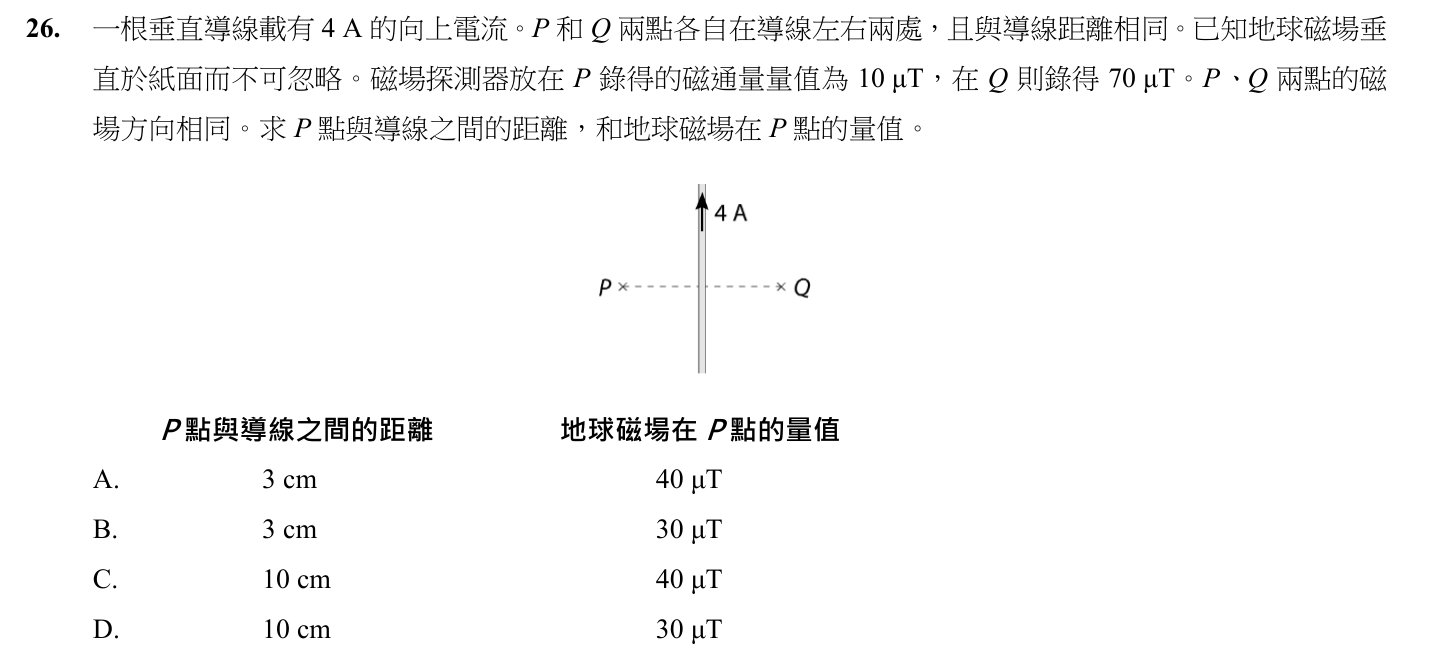 26. 一根垂直導線載有 4 A 的向上電流。P 和 Q 兩點各自在導線左右兩處，且與導線距離相同。已知地球磁場垂
直於紙面而不可忽略。磁場探測器放在 P 錄得的磁通量量值為 10 μT，在 Q 則錄得 70 μT。P、Q 兩點的磁
場方向相同。求 P 點與導線之間的距離，和地球磁場在 P 點的量值。
4 A
P Q
P點與導線之間的距離 地球磁場在 P點的量值
A. 3 cm 40 μT
B. 3 cm 30 μT
C. 10 cm 40 μT
D. 10 cm 30 μT